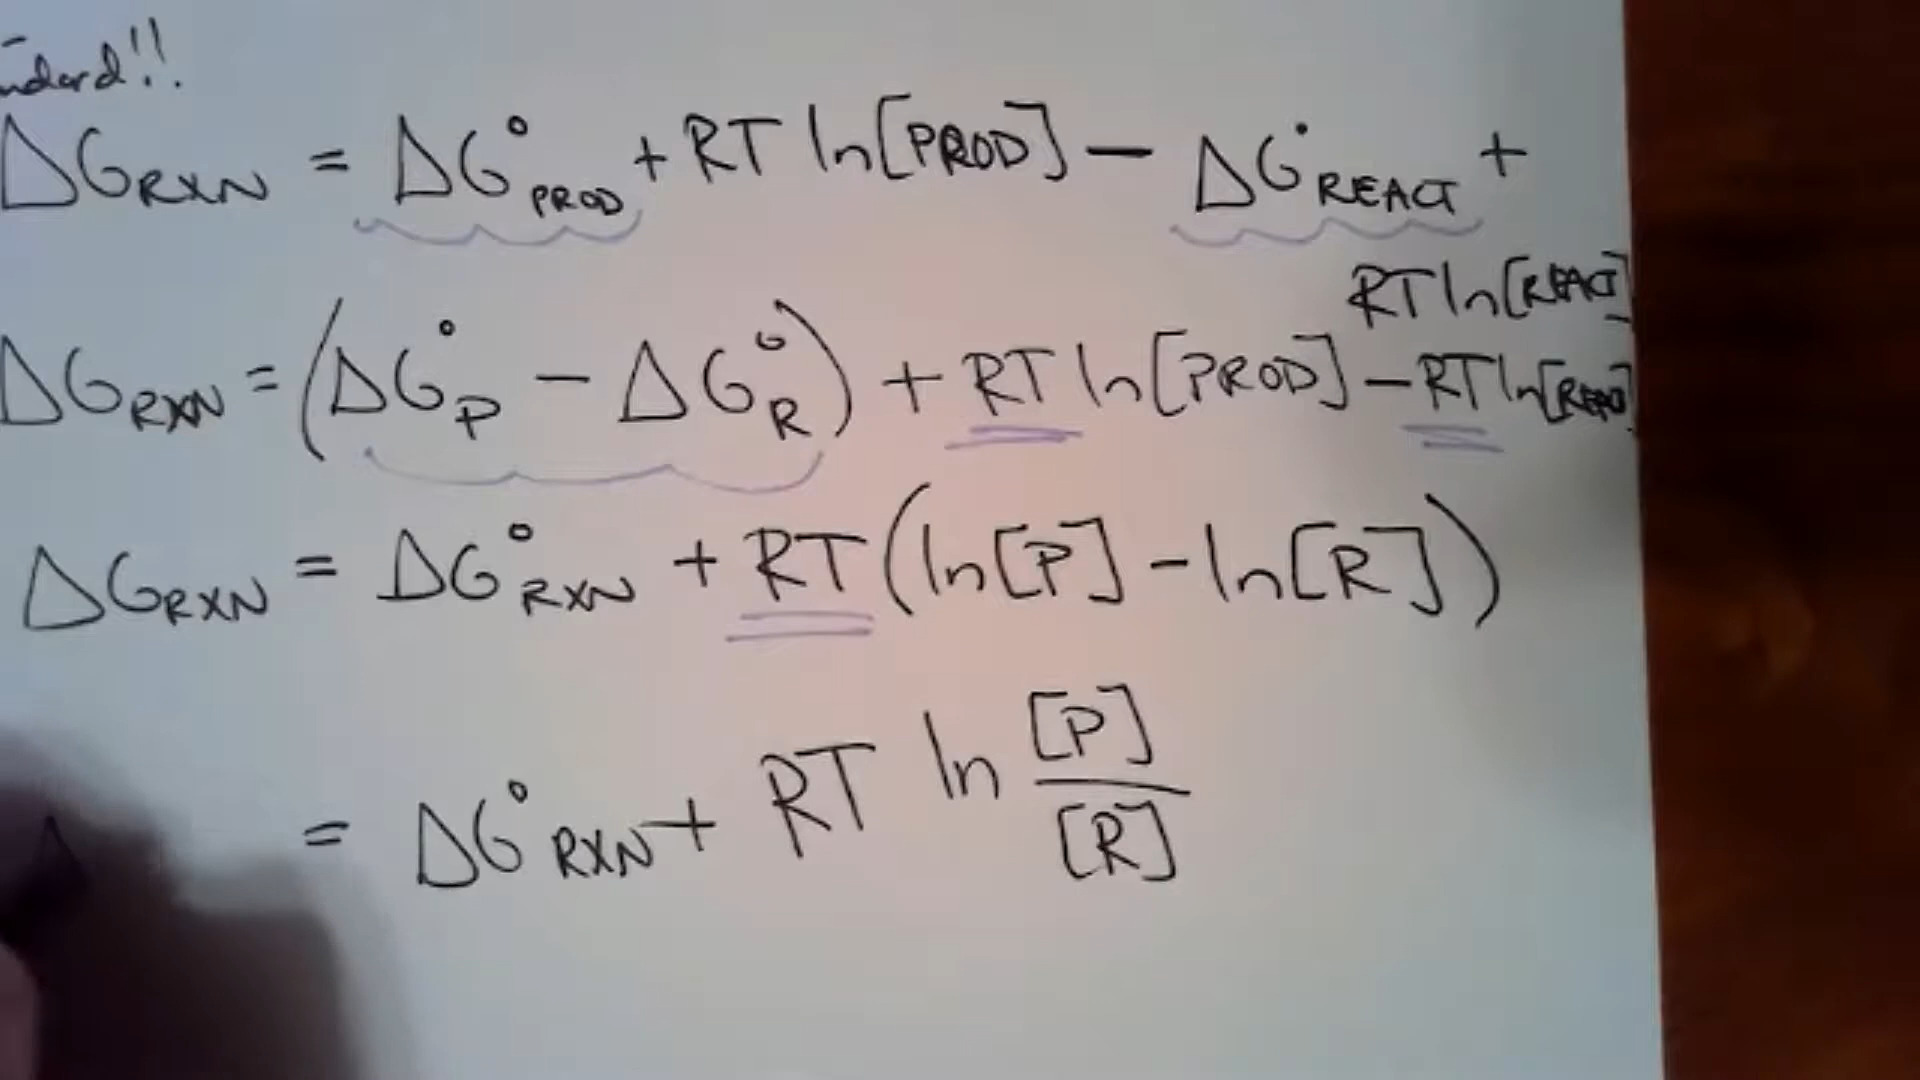 ndard!!
ΔG_RXN = ΔG°_PROD + RT ln[PROD] − ΔG°_REACT +
RT ln[REACT]
ΔG_RXN = (ΔG°_P − ΔG°_R) + RT ln[PROD] − RT ln[REACT]
ΔG_RXN = ΔG°_RXN + RT (ln[P] − ln[R])
= ΔG°_RXN + RT ln [P]/[R]